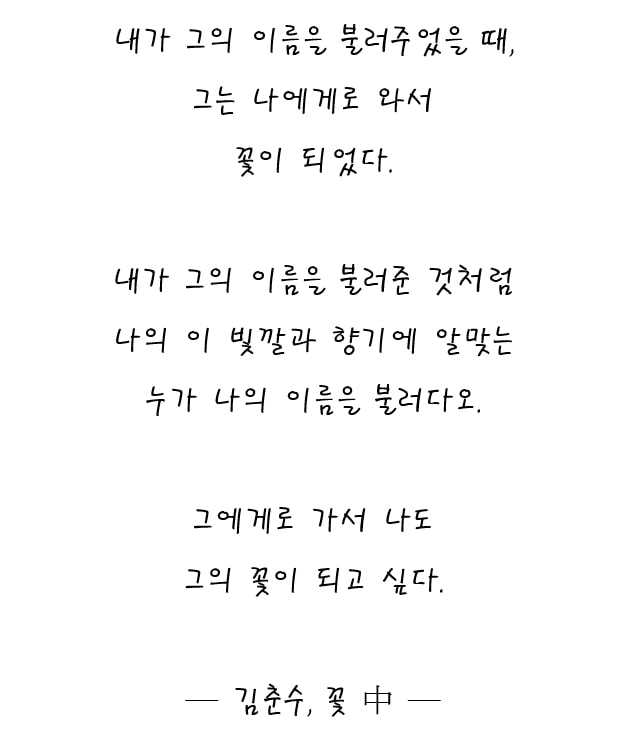 내가 그의 이름을 불러주었을 때,
그는 나에게로 와서
꽃이 되었다.
내가 그의 이름을 불러준 것처럼
나의 이 빛깔과 향기에 알맞는
누가 나의 이름을 불러다오.
그에게로 가서 나도
그의 꽃이 되고 싶다.
— 김춘수, 꽃 中 —